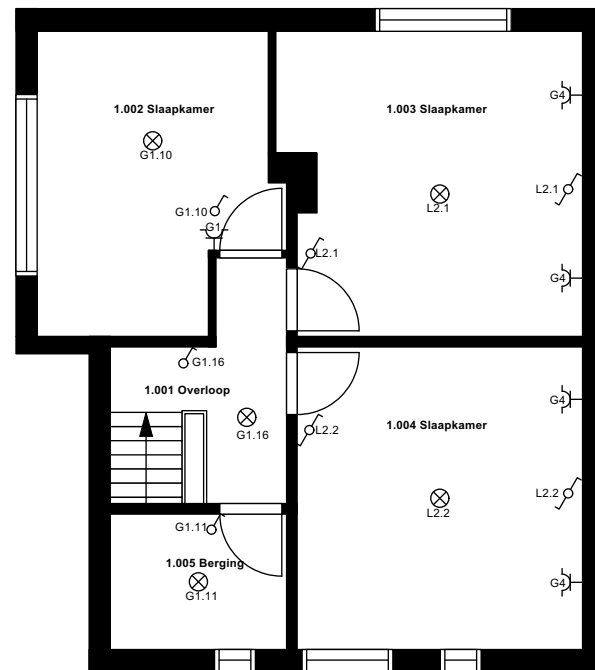 G4
1.002 Slaapkamer
1.003 Slaapkamer
G1.10
L2.1
G1.10
L2.1
G1
L2.1
G4
G1.16
1.001 Overloop
G4
G1.16
1.004 Slaapkamer
L2.2
L2.2
L2.2
G1.11
1.005 Berging
G4
G1.11